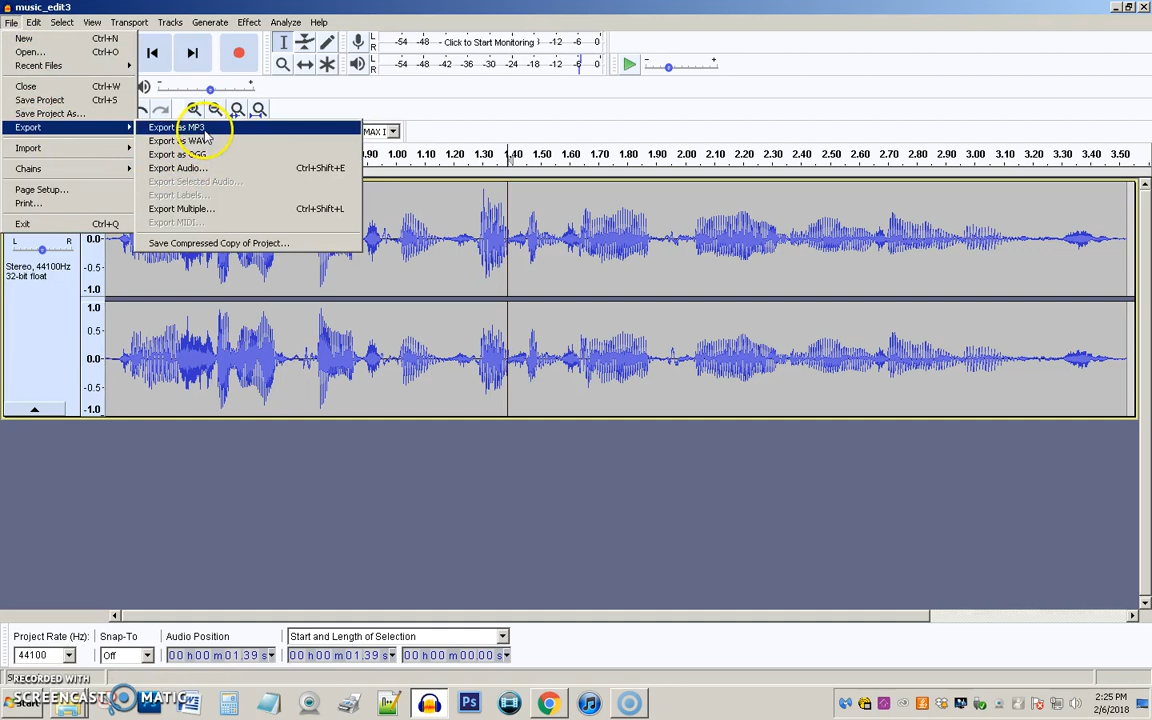 music_edit3
File Edit Select View Transport Tracks Generate Effect Analyze Help
New Ctrl+N
Open... Ctrl+O
Recent Files
Close Ctrl+W
Save Project Ctrl+S
Save Project As...
Export
Import
Chains
Page Setup...
Print...
Exit Ctrl+Q
Export as MP3
Export as WAV
Export as OGG
Export Audio... Ctrl+Shift+E
Export Selected Audio...
Export Labels...
Export Multiple... Ctrl+Shift+L
Export MIDI...
Save Compressed Copy of Project...
L R -54 -48 - Click to Start Monitoring -12 -6 0
L R -54 -48 -42 -36 -30 -24 -18 -12 -6 0
- +
- +
0.90 1.00 1.10 1.20 1.30 1.40 1.50 1.60 1.70 1.80 1.90 2.00 2.10 2.20 2.30 2.40 2.50 2.60 2.70 2.80 2.90 3.00 3.10 3.20 3.30 3.40 3.50
L R
Stereo, 44100Hz
32-bit float
0.0
-0.5
-1.0
1.0
0.5
0.0
-0.5
-1.0
Project Rate (Hz): Snap-To Audio Position Start and Length of Selection
44100 Off 00 h 00 m 01.39 s 00 h 00 m 01.39 s 00 h 00 m 00.00 s
RECORDED WITH
SCREENCAST MATIC
Start
Ps
2:25 PM
2/6/2018